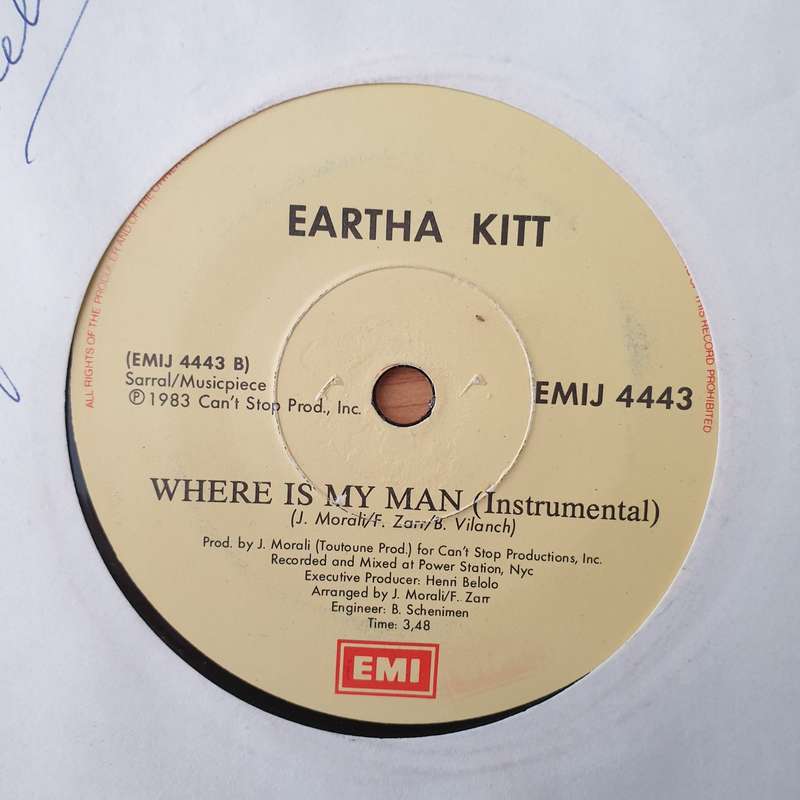 EARTHA KITT
(EMIJ 4443 B)
Sarral/Musicpiece
℗ 1983 Can't Stop Prod., Inc.
EMIJ 4443
WHERE IS MY MAN (Instrumental)
(J. Morali/F. Zarr/B. Vilanch)
Prod. by J. Morali (Toutoune Prod.) for Can't Stop Productions, Inc.
Recorded and Mixed at Power Station, Nyc
Executive Producer: Henri Belolo
Arranged by J. Morali/F. Zarr
Engineer: B. Schenimen
Time: 3,48
EMI
ALL RIGHTS OF THE PRODUCER AND OF THE OWNER
THIS RECORD PROHIBITED